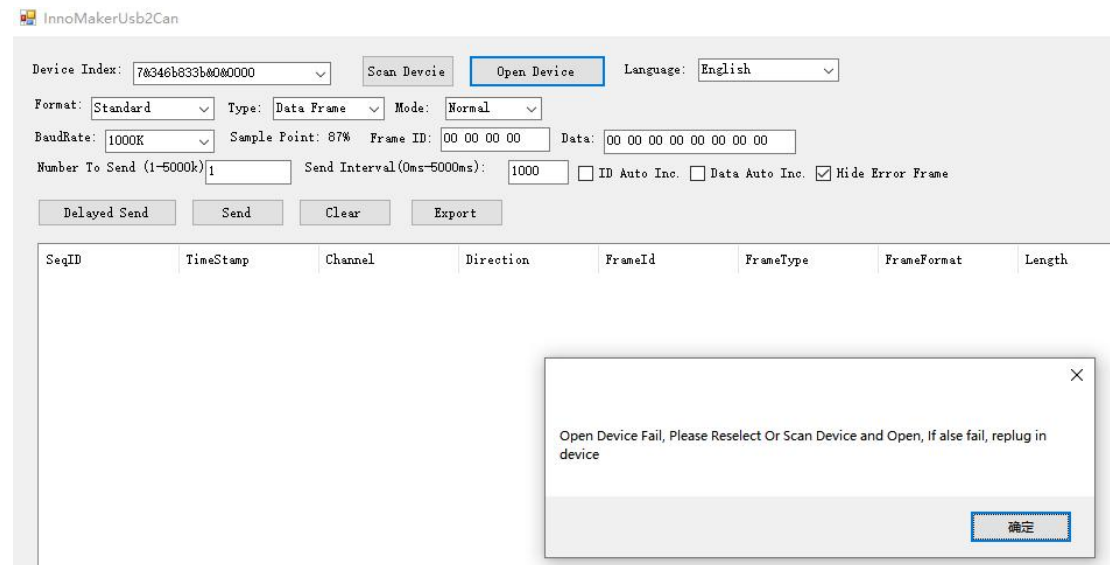 InnoMakerUsb2Can
Device Index: 7&346b833b&0&0000 Scan Devcie Open Device Language: English
Format: Standard Type: Data Frame Mode: Normal
BaudRate: 1000K Sample Point: 87% Frame ID: 00 00 00 00 Data: 00 00 00 00 00 00 00 00
Number To Send (1-5000k) 1 Send Interval(0ms-5000ms): 1000 ID Auto Inc. Data Auto Inc. Hide Error Frame
Delayed Send Send Clear Export
SeqID TimeStamp Channel Direction FrameId FrameType FrameFormat Length
Open Device Fail, Please Reselect Or Scan Device and Open, If alse fail, replug in
device
确定